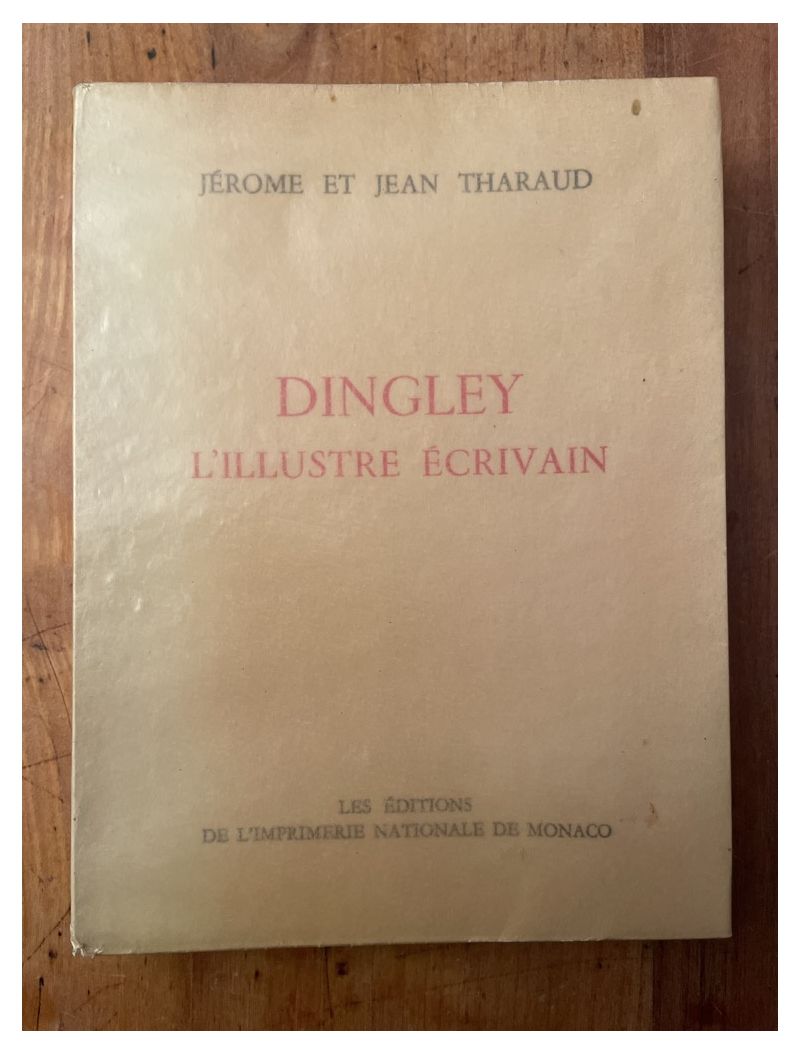 JÉROME ET JEAN THARAUD
DINGLEY
L'ILLUSTRE ÉCRIVAIN
LES ÉDITIONS
DE L'IMPRIMERIE NATIONALE DE MONACO